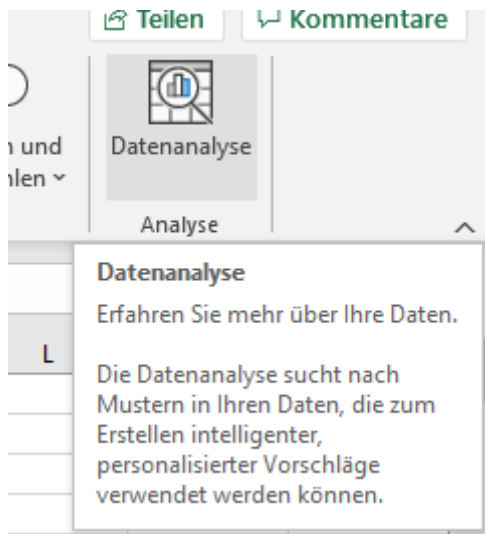 Teilen Kommentare
und
Datenanalyse
Analyse
Datenanalyse
Erfahren Sie mehr über Ihre Daten.
L
Die Datenanalyse sucht nach
Mustern in Ihren Daten, die zum
Erstellen intelligenter,
personalisierter Vorschläge
verwendet werden können.